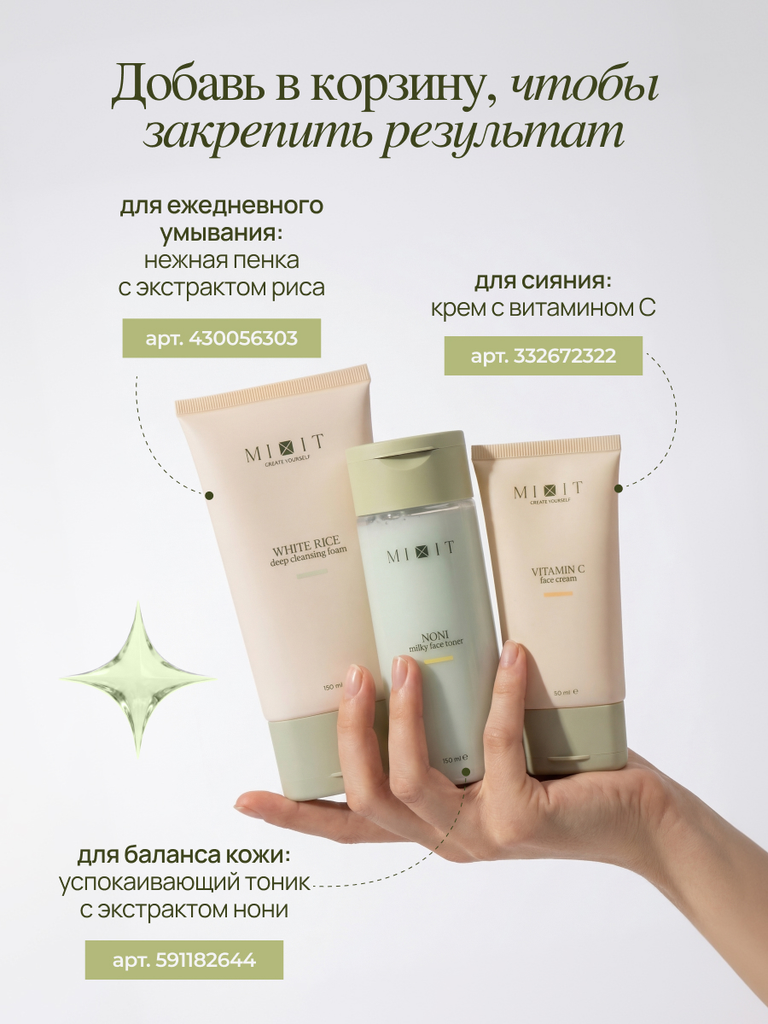 Добавь в корзину, чтобы
закрепить результат
для ежедневного
умывания:
нежная пенка
с экстрактом риса
арт. 430056303
для сияния:
крем с витамином С
арт. 332672322
MIXIT
CREATE YOURSELF
WHITE RICE
deep cleansing foam
150 ml
MIXIT
NONI
milky face toner
150 ml ℮
MIXIT
CREATE YOURSELF
VITAMIN C
face cream
50 ml ℮
для баланса кожи:
успокаивающий тоник
с экстрактом нони
арт. 591182644